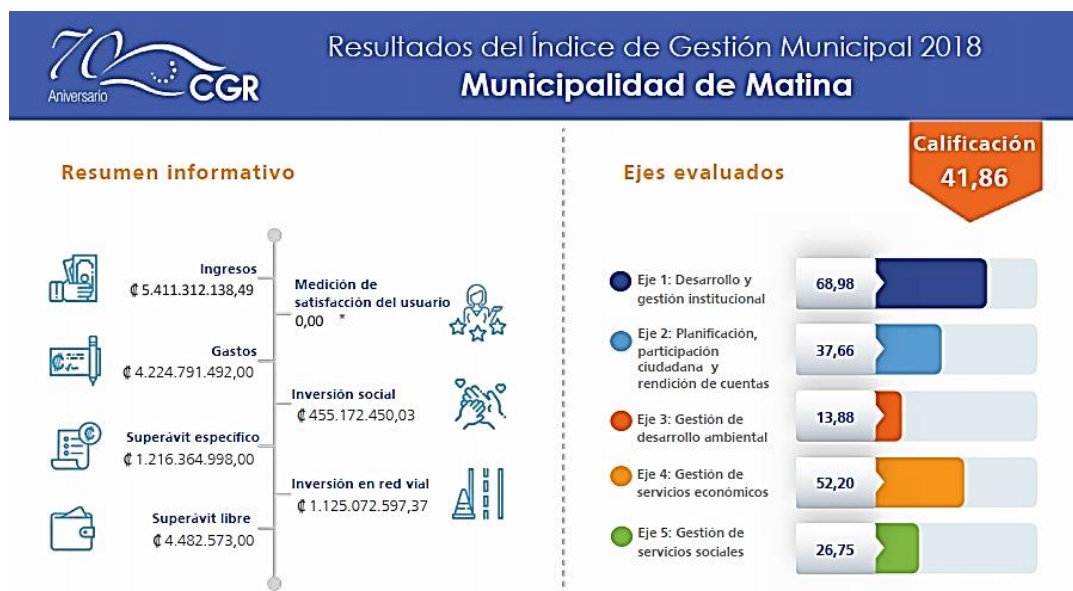 70
Aniversario
CGR
Resultados del Índice de Gestión Municipal 2018
Municipalidad de Matina
Resumen informativo
Ingresos
₡ 5.411.312.138,49
Medición de
satisfacción del usuario
0,00 *
Gastos
₡ 4.224.791.492,00
Inversión social
₡ 455.172.450,03
Superávit específico
₡ 1.216.364.998,00
Inversión en red vial
₡ 1.125.072.597,37
Superávit libre
₡ 4.482.573,00
Ejes evaluados
Calificación
41,86
Eje 1: Desarrollo y
gestión institucional
68,98
Eje 2: Planificación,
participación
ciudadana y
rendición de cuentas
37,66
Eje 3: Gestión de
desarrollo ambiental
13,88
Eje 4: Gestión de
servicios económicos
52,20
Eje 5: Gestión de
servicios sociales
26,75